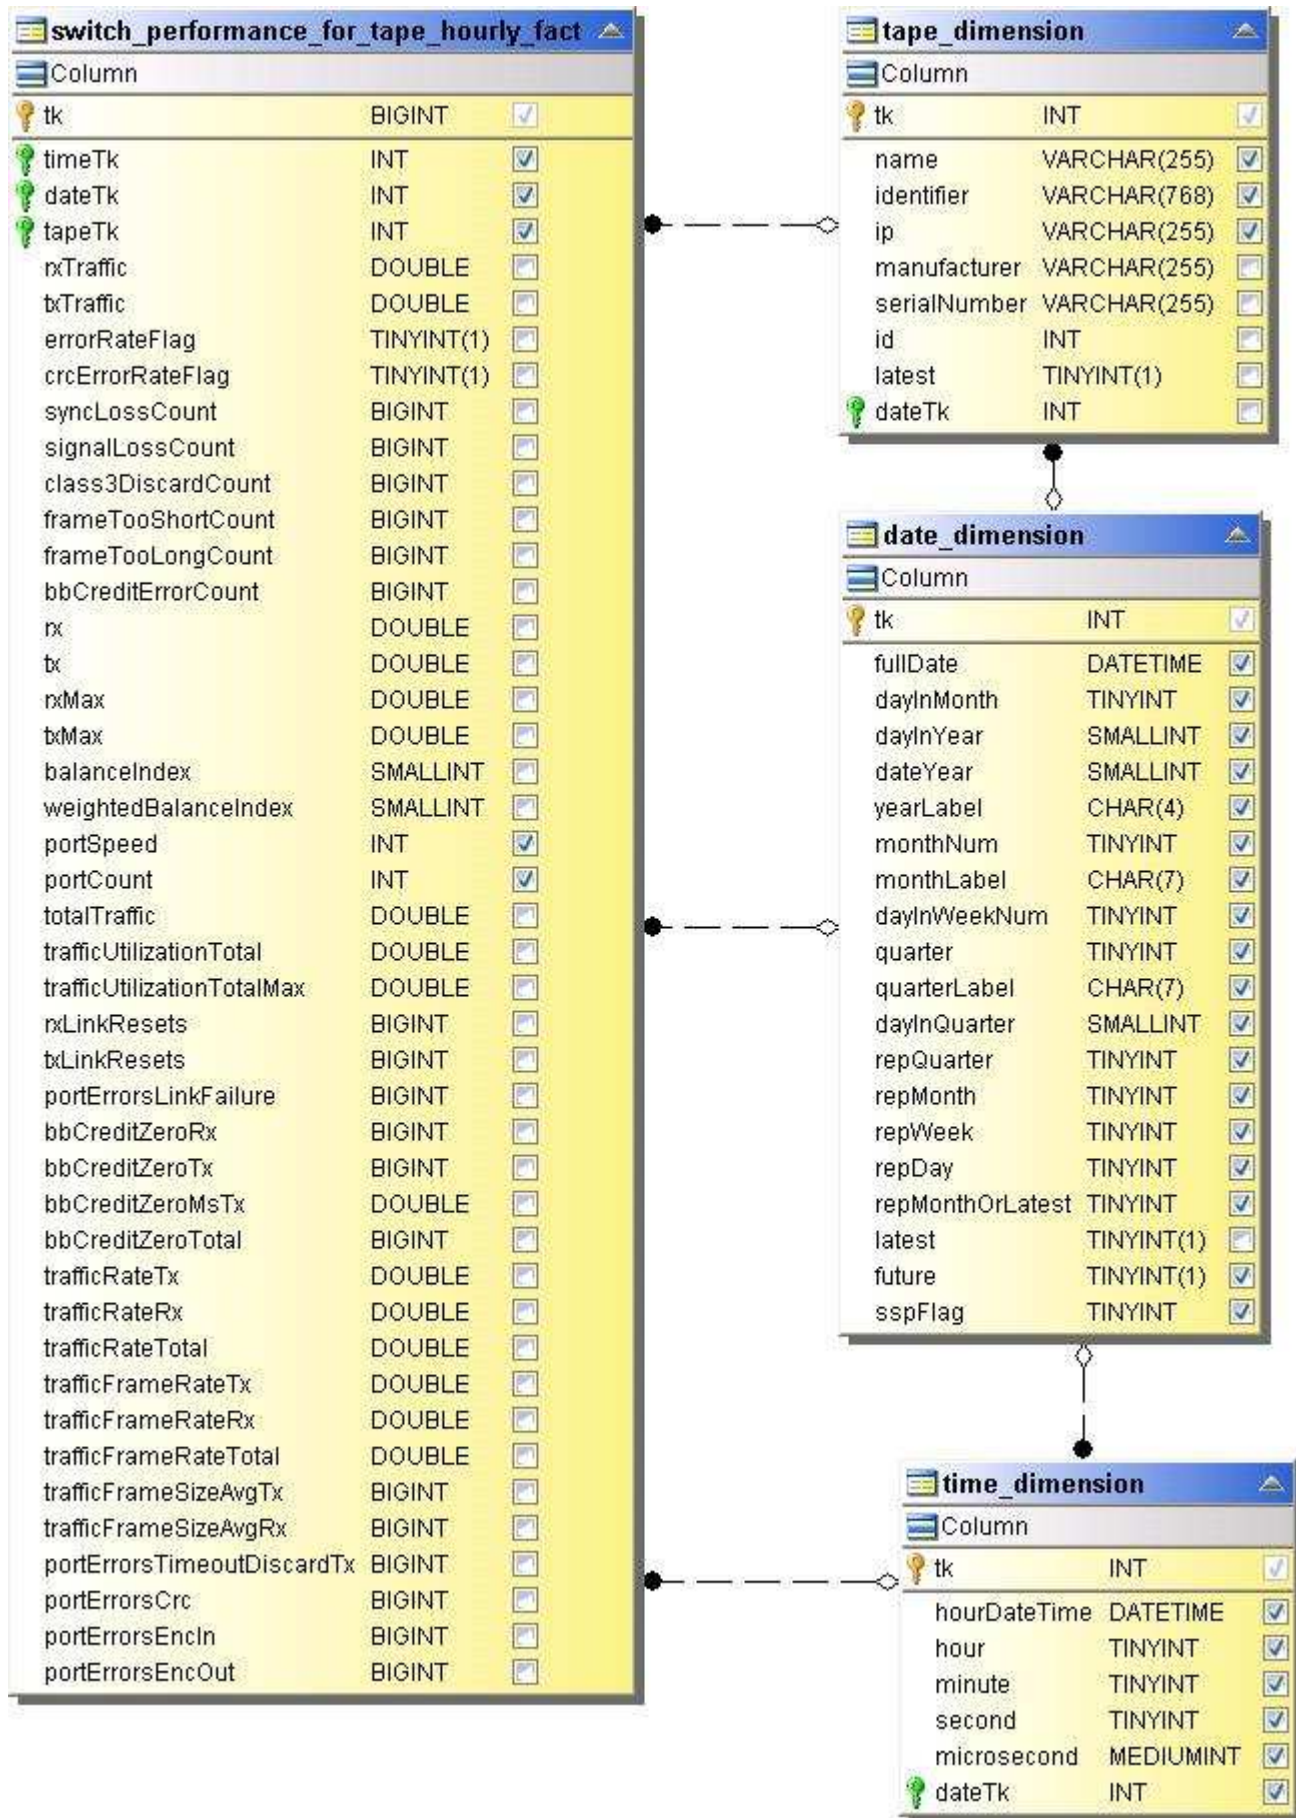 switch_performance_for_tape_hourly_fact
Column
tk BIGINT
timeTk INT
dateTk INT
tapeTk INT
rxTraffic DOUBLE
txTraffic DOUBLE
errorRateFlag TINYINT(1)
crcErrorRateFlag TINYINT(1)
syncLossCount BIGINT
signalLossCount BIGINT
class3DiscardCount BIGINT
frameTooShortCount BIGINT
frameTooLongCount BIGINT
bbCreditErrorCount BIGINT
rx DOUBLE
tx DOUBLE
rxMax DOUBLE
txMax DOUBLE
balanceIndex SMALLINT
weightedBalanceIndex SMALLINT
portSpeed INT
portCount INT
totalTraffic DOUBLE
trafficUtilizationTotal DOUBLE
trafficUtilizationTotalMax DOUBLE
rxLinkResets BIGINT
txLinkResets BIGINT
portErrorsLinkFailure BIGINT
bbCreditZeroRx BIGINT
bbCreditZeroTx BIGINT
bbCreditZeroMsTx DOUBLE
bbCreditZeroTotal BIGINT
trafficRateTx DOUBLE
trafficRateRx DOUBLE
trafficRateTotal DOUBLE
trafficFrameRateTx DOUBLE
trafficFrameRateRx DOUBLE
trafficFrameRateTotal DOUBLE
trafficFrameSizeAvgTx BIGINT
trafficFrameSizeAvgRx BIGINT
portErrorsTimeoutDiscardTx BIGINT
portErrorsCrc BIGINT
portErrorsEncIn BIGINT
portErrorsEncOut BIGINT
tape_dimension
Column
tk INT
name VARCHAR(255)
identifier VARCHAR(768)
ip VARCHAR(255)
manufacturer VARCHAR(255)
serialNumber VARCHAR(255)
id INT
latest TINYINT(1)
dateTk INT
date_dimension
Column
tk INT
fullDate DATETIME
dayInMonth TINYINT
dayInYear SMALLINT
dateYear SMALLINT
yearLabel CHAR(4)
monthNum TINYINT
monthLabel CHAR(7)
dayInWeekNum TINYINT
quarter TINYINT
quarterLabel CHAR(7)
dayInQuarter SMALLINT
repQuarter TINYINT
repMonth TINYINT
repWeek TINYINT
repDay TINYINT
repMonthOrLatest TINYINT
latest TINYINT(1)
future TINYINT(1)
sspFlag TINYINT
time_dimension
Column
tk INT
hourDateTime DATETIME
hour TINYINT
minute TINYINT
second TINYINT
microsecond MEDIUMINT
dateTk INT